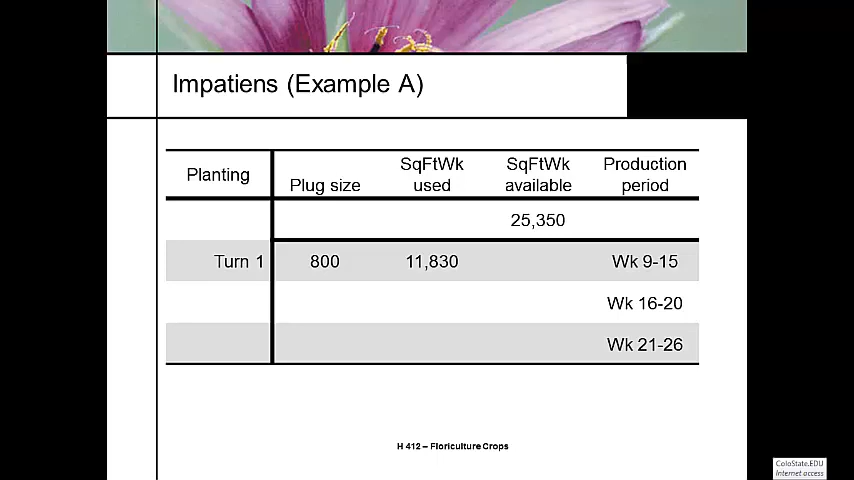 Impatiens (Example A)
Planting Plug size SqFtWk used SqFtWk available Production period
25,350
Turn 1 800 11,830 Wk 9-15
Wk 16-20
Wk 21-26
H 412 – Floriculture Crops
ColoState.EDU
Internet access